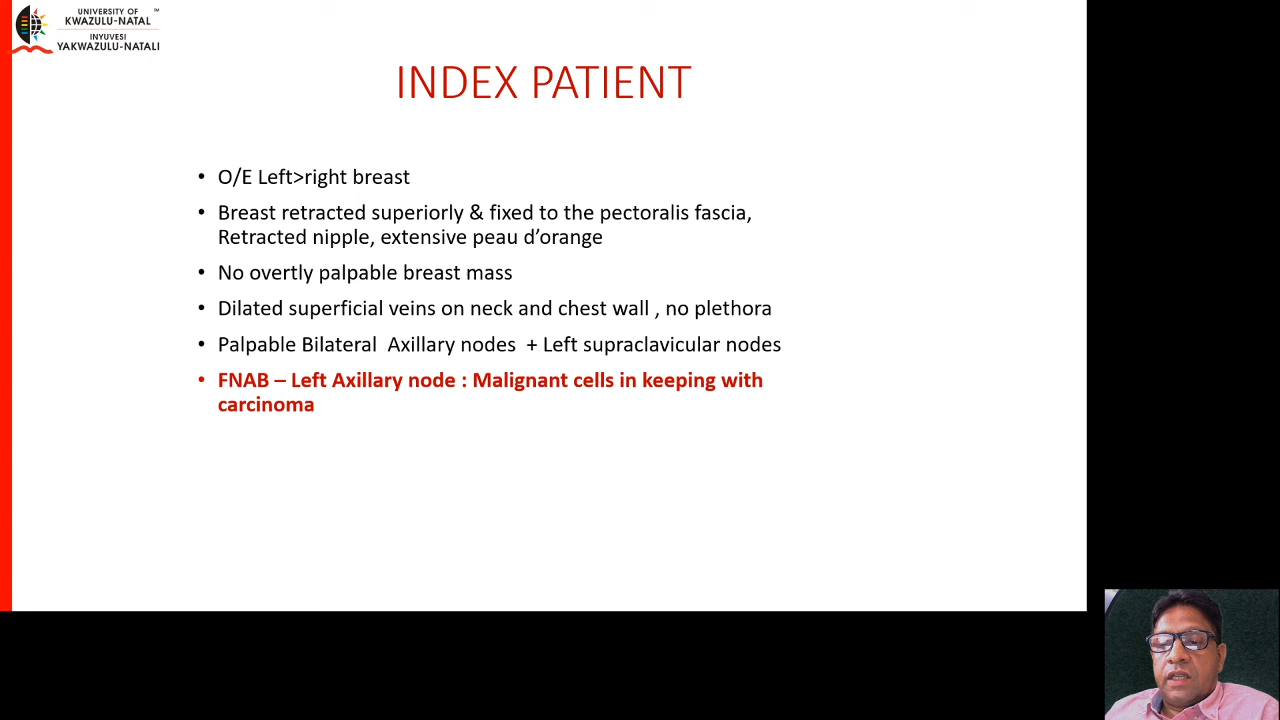 UNIVERSITY OF ™
KWAZULU-NATAL
INYUVESI
YAKWAZULU-NATALI
INDEX PATIENT
• O/E Left>right breast
• Breast retracted superiorly & fixed to the pectoralis fascia,
Retracted nipple, extensive peau d’orange
• No overtly palpable breast mass
• Dilated superficial veins on neck and chest wall , no plethora
• Palpable Bilateral Axillary nodes + Left supraclavicular nodes
• FNAB – Left Axillary node : Malignant cells in keeping with
carcinoma